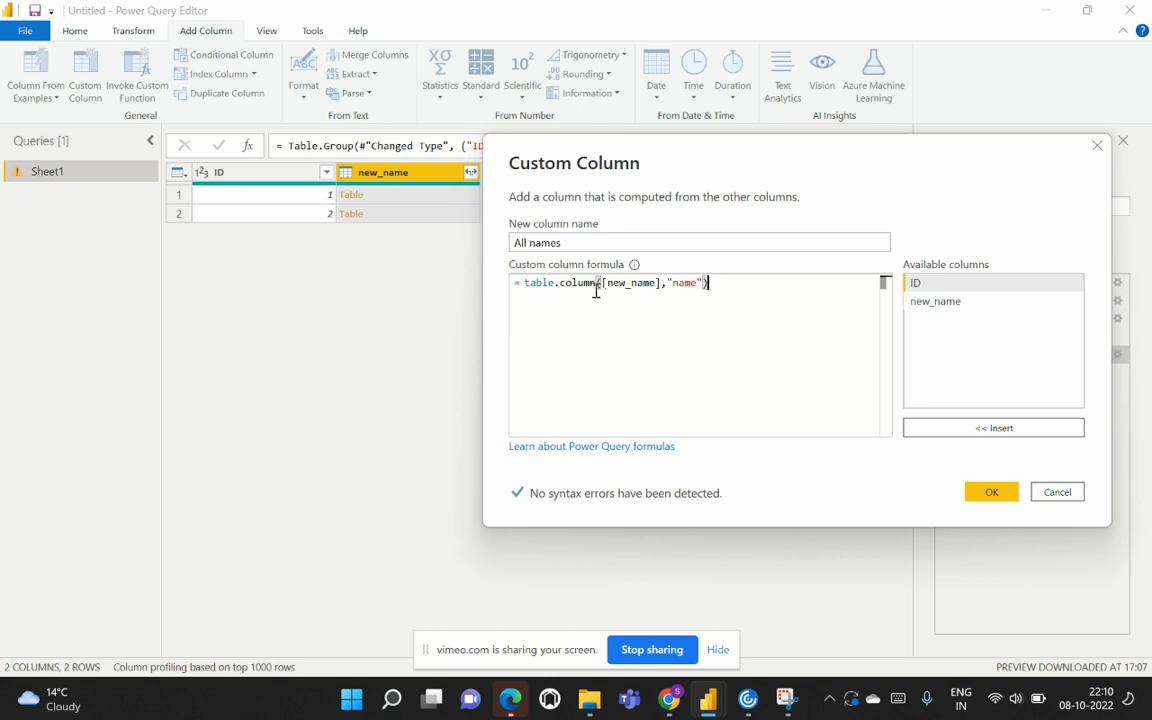 Untitled - Power Query Editor
File Home Transform Add Column View Tools Help
Column From Examples
Custom Column
Invoke Custom Function
Conditional Column
Index Column
Duplicate Column
General
Format
Merge Columns
Extract
Parse
From Text
Statistics
Standard
Scientific
Trigonometry
Rounding
Information
From Number
Date
Time
Duration
From Date & Time
Text Analytics
Vision
Azure Machine Learning
AI Insights
Queries [1]
Sheet1
= Table.Group(#"Changed Type", {"ID
ID new_name
1 1 Table
2 2 Table
Custom Column
Add a column that is computed from the other columns.
New column name
All names
Custom column formula
= table.column([new_name],"name")
Available columns
ID
new_name
<< Insert
Learn about Power Query formulas
No syntax errors have been detected.
OK Cancel
vimeo.com is sharing your screen. Stop sharing Hide
2 COLUMNS, 2 ROWS Column profiling based on top 1000 rows PREVIEW DOWNLOADED AT 17:07
14°C
Cloudy
ENG
IN
22:10
08-10-2022